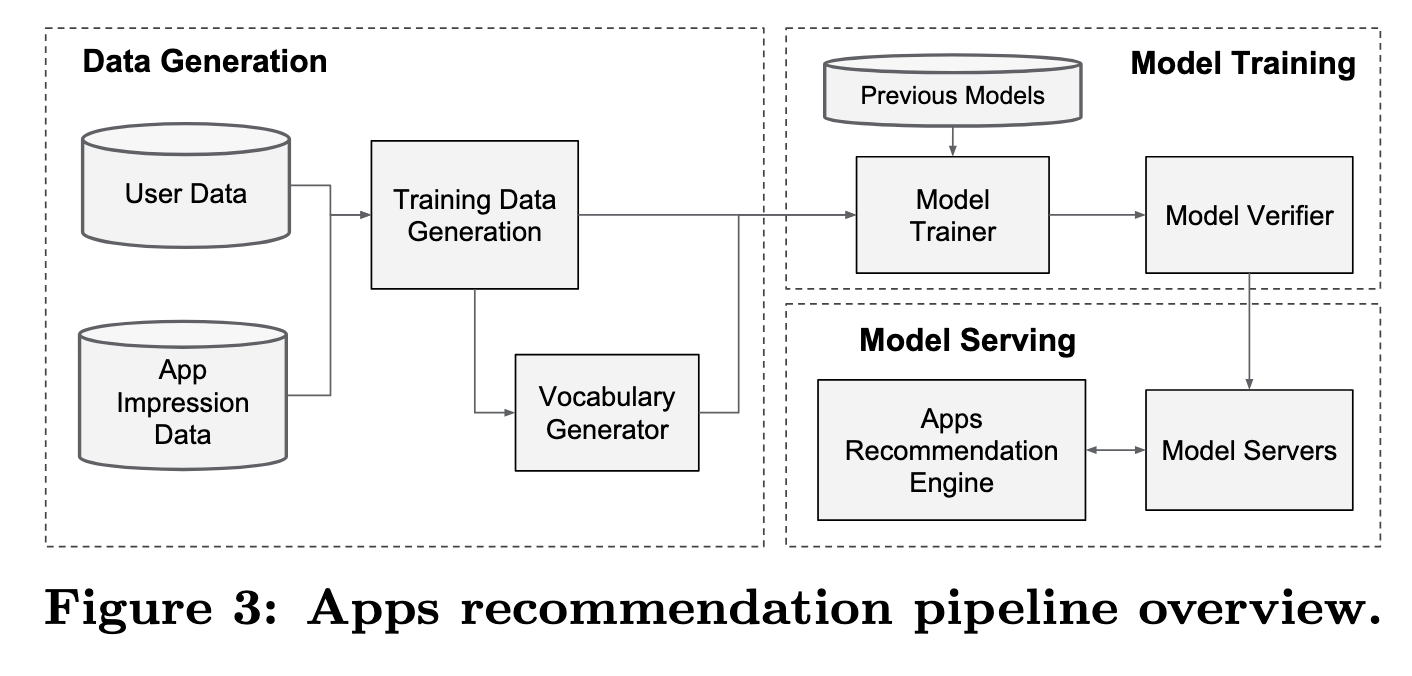 Data Generation
User Data
App
Impression
Data
Training Data
Generation
Vocabulary
Generator
Model Training
Previous Models
Model
Trainer
Model Verifier
Model Serving
Apps
Recommendation
Engine
Model Servers
Figure 3: Apps recommendation pipeline overview.